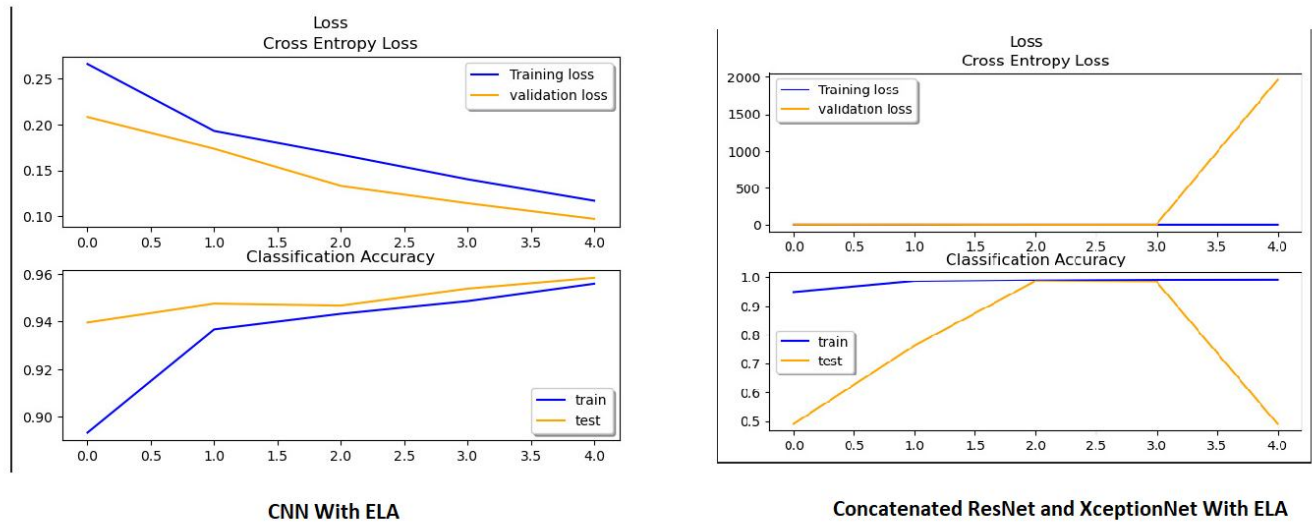 Loss
Cross Entropy Loss
0.25
0.20
0.15
0.10
Training loss
validation loss
0.0 0.5 1.0 1.5 2.0 2.5 3.0 3.5 4.0
Classification Accuracy
0.96
0.94
0.92
0.90
train
test
0.0 0.5 1.0 1.5 2.0 2.5 3.0 3.5 4.0
CNN With ELA
Loss
Cross Entropy Loss
2000
1500
1000
500
0
Training loss
validation loss
0.0 0.5 1.0 1.5 2.0 2.5 3.0 3.5 4.0
Classification Accuracy
1.0
0.9
0.8
0.7
0.6
0.5
train
test
0.0 0.5 1.0 1.5 2.0 2.5 3.0 3.5 4.0
Concatenated ResNet and XceptionNet With ELA